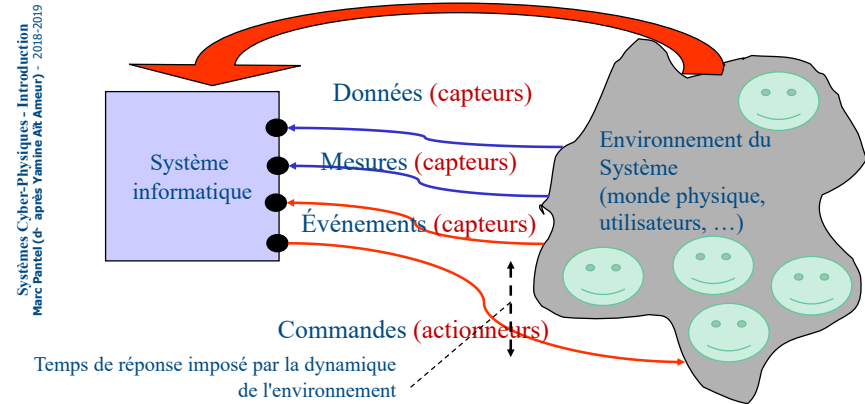 Systèmes Cyber-Physiques - Introduction
Marc Pantel (d' après Yamine Aït Ameur) - 2018-2019
Données (capteurs)
Système
informatique
Mesures (capteurs)
Événements (capteurs)
Environnement du
Système
(monde physique,
utilisateurs, …)
Commandes (actionneurs)
Temps de réponse imposé par la dynamique
de l'environnement